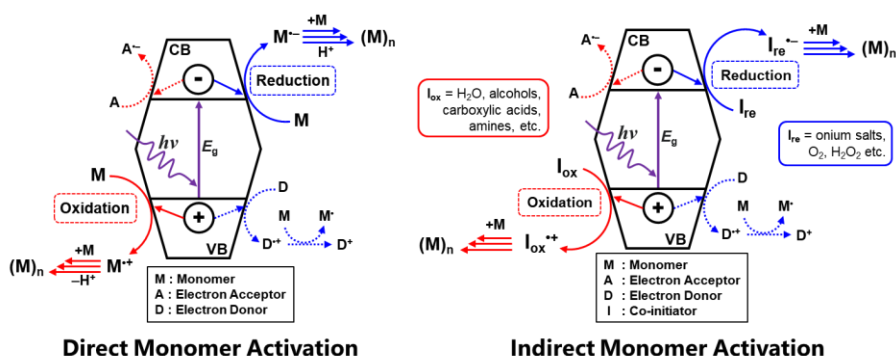 A•–
CB
M•–
+M
H+
(M)n
Reduction
A
M
hv
Eg
M
Oxidation
D
M
M•
D•+
D+
VB
+M
(M)n
M•+
–H+
M : Monomer
A : Electron Acceptor
D : Electron Donor
Direct Monomer Activation
A•–
CB
Ire•–
+M
(M)n
Reduction
A
Ire
Iox = H2O, alcohols,
carboxylic acids,
amines, etc.
hv
Eg
Ire = onium salts,
O2, H2O2 etc.
Iox
Oxidation
D
M
M•
D•+
D+
VB
+M
(M)n
Iox•+
M : Monomer
A : Electron Acceptor
D : Electron Donor
I : Co-initiator
Indirect Monomer Activation